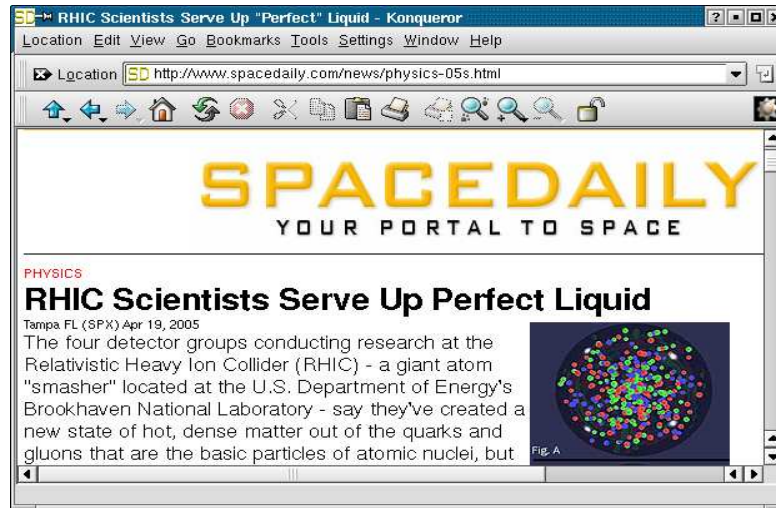 RHIC Scientists Serve Up "Perfect" Liquid - Konqueror
Location Edit View Go Bookmarks Tools Settings Window Help
Location SD http://www.spacedaily.com/news/physics-05s.html
SPACEDAILY
YOUR PORTAL TO SPACE
PHYSICS
RHIC Scientists Serve Up Perfect Liquid
Tampa FL (SPX) Apr 19, 2005
The four detector groups conducting research at the
Relativistic Heavy Ion Collider (RHIC) - a giant atom
"smasher" located at the U.S. Department of Energy's
Brookhaven National Laboratory - say they've created a
new state of hot, dense matter out of the quarks and
gluons that are the basic particles of atomic nuclei, but
Fig. A